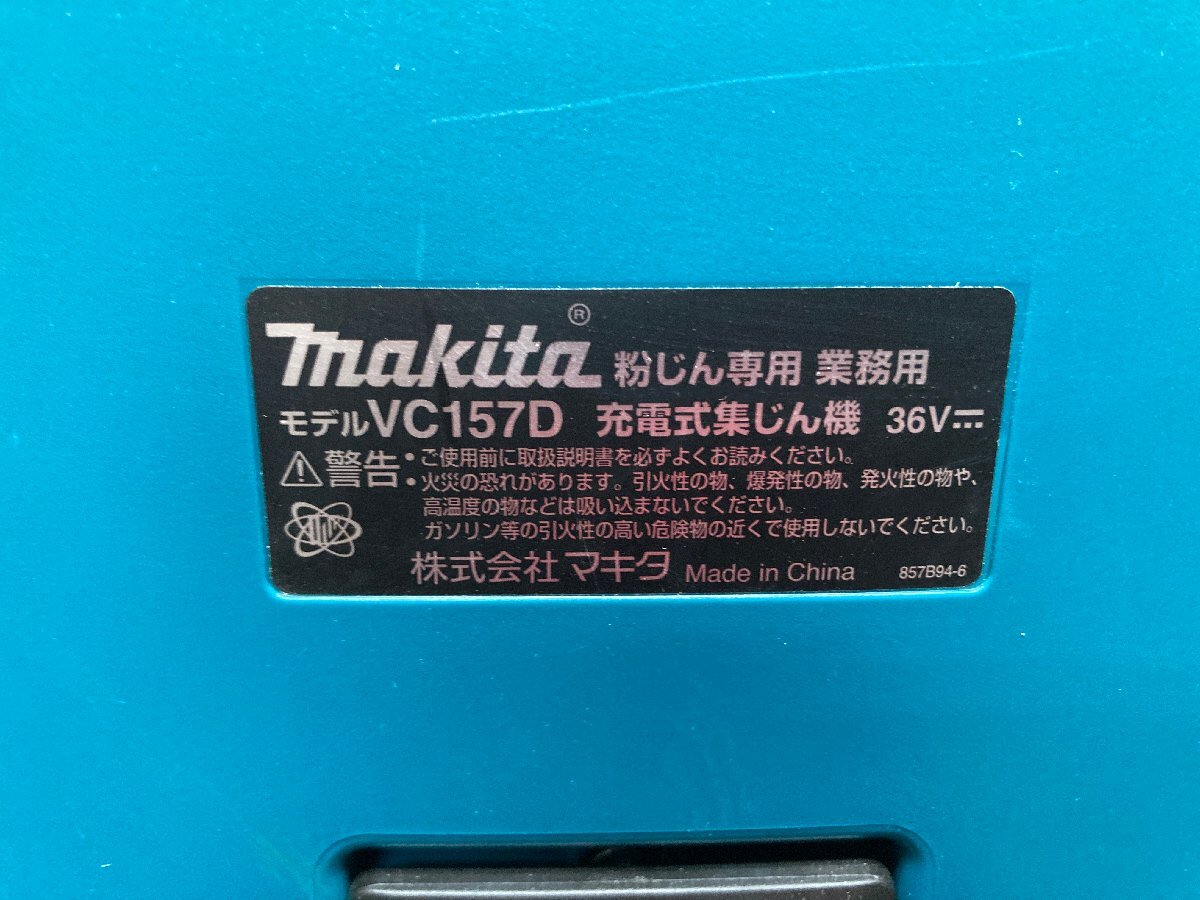 makita® 粉じん専用 業務用
モデルVC157D 充電式集じん機 36V⎓
⚠警告•ご使用前に取扱説明書を必ずよくお読みください。
•火災の恐れがあります。引火性の物、爆発性の物、発火性の物や、
高温度の物などは吸い込まないでください。
ガソリン等の引火性の高い危険物の近くで使用しないでください。
株式会社マキタ Made in China 857B94-6